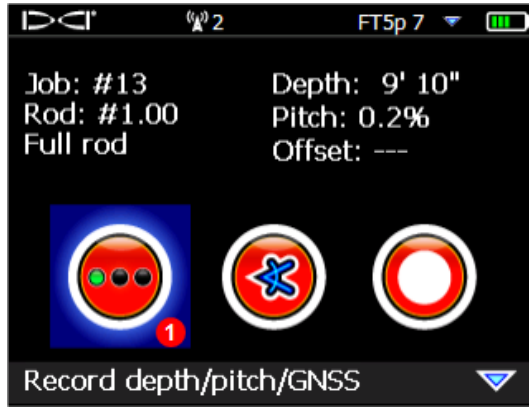 DCI
2
FT5p 7
Job: #13
Rod: #1.00
Full rod
Depth: 9' 10"
Pitch: 0.2%
Offset: ---
1
Record depth/pitch/GNSS